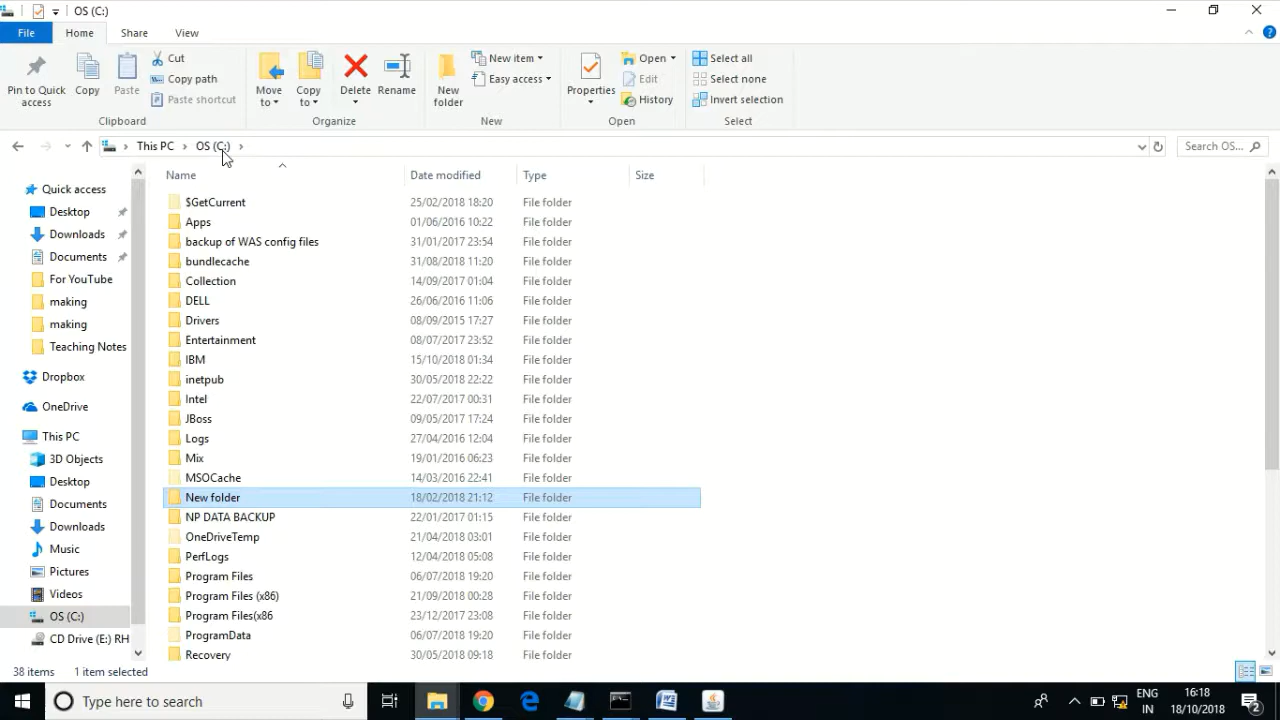 OS (C:)
File Home Share View
Pin to Quick access
Copy
Paste
Cut
Copy path
Paste shortcut
Clipboard
Move to
Copy to
Delete
Rename
Organize
New folder
New item
Easy access
New
Properties
Open
Edit
History
Open
Select all
Select none
Invert selection
Select
This PC OS (C:)
Search OS...
Name Date modified Type Size
$GetCurrent 25/02/2018 18:20 File folder
Apps 01/06/2016 10:22 File folder
backup of WAS config files 31/01/2017 23:54 File folder
bundlecache 31/08/2018 11:20 File folder
Collection 14/09/2017 01:04 File folder
DELL 26/06/2016 11:06 File folder
Drivers 08/09/2015 17:27 File folder
Entertainment 08/07/2017 23:52 File folder
IBM 15/10/2018 01:34 File folder
inetpub 30/05/2018 22:22 File folder
Intel 22/07/2017 00:31 File folder
JBoss 09/05/2017 17:24 File folder
Logs 27/04/2016 12:04 File folder
Mix 19/01/2016 06:23 File folder
MSOCache 14/03/2016 22:41 File folder
New folder 18/02/2018 21:12 File folder
NP DATA BACKUP 22/01/2017 01:15 File folder
OneDriveTemp 21/04/2018 03:01 File folder
PerfLogs 12/04/2018 05:08 File folder
Program Files 06/07/2018 19:20 File folder
Program Files (x86) 21/09/2018 00:28 File folder
Program Files(x86 23/12/2017 23:08 File folder
ProgramData 06/07/2018 19:20 File folder
Recovery 30/05/2018 09:18 File folder
Quick access
Desktop
Downloads
Documents
For YouTube
making
making
Teaching Notes
Dropbox
OneDrive
This PC
3D Objects
Desktop
Documents
Downloads
Music
Pictures
Videos
OS (C:)
CD Drive (E:) RH
38 items 1 item selected
Type here to search
ENG
IN
16:18
18/10/2018
2